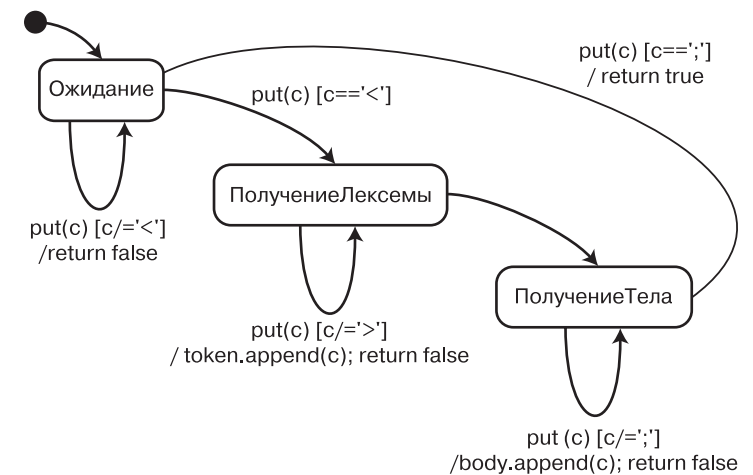 put(c) [c==';']
/ return true
Ожидание
put(c) [c=='<']
ПолучениеЛексемы
put(c) [c/='<']
/return false
ПолучениеТела
put(c) [c/='>']
/ token.append(c); return false
put (c) [c/=';']
/body.append(c); return false